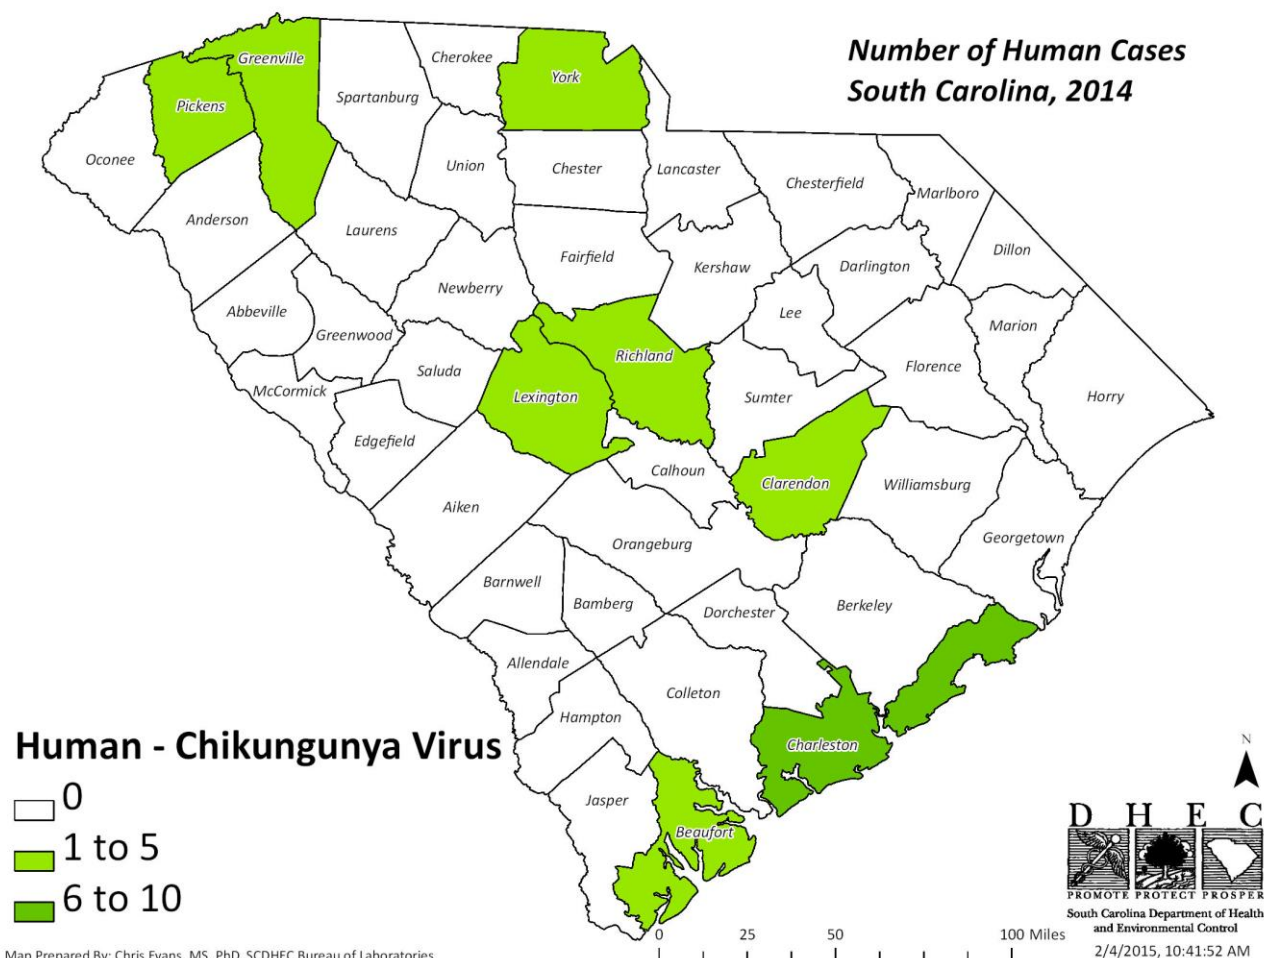 Number of Human Cases
South Carolina, 2014
Greenville
Cherokee
York
Pickens
Spartanburg
Oconee
Union
Chester
Lancaster
Chesterfield
Marlboro
Anderson
Laurens
Fairfield
Kershaw
Darlington
Dillon
Newberry
Abbeville
Greenwood
Lee
Marion
Richland
Saluda
Florence
McCormick
Lexington
Sumter
Horry
Edgefield
Calhoun
Clarendon
Williamsburg
Aiken
Orangeburg
Georgetown
Barnwell
Bamberg
Dorchester
Berkeley
Allendale
Colleton
Hampton
Charleston
Jasper
Beaufort
Human - Chikungunya Virus
0
1 to 5
6 to 10
N
D H E C
PROMOTE PROTECT PROSPER
South Carolina Department of Health
and Environmental Control
2/4/2015, 10:41:52 AM
0 25 50 100 Miles
Map Prepared By: Chris Evans, MS, PhD, SCDHEC Bureau of Laboratories